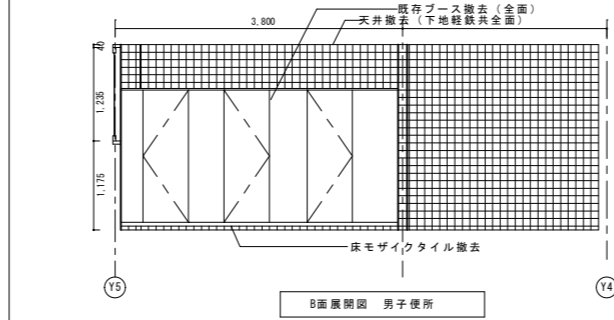 既存ブース撤去（全面）
天井撤去（下地軽鉄共全面）
3,800
40
1,235
1,175
床モザイクタイル撤去
Y5
Y4
B面展開図 男子便所